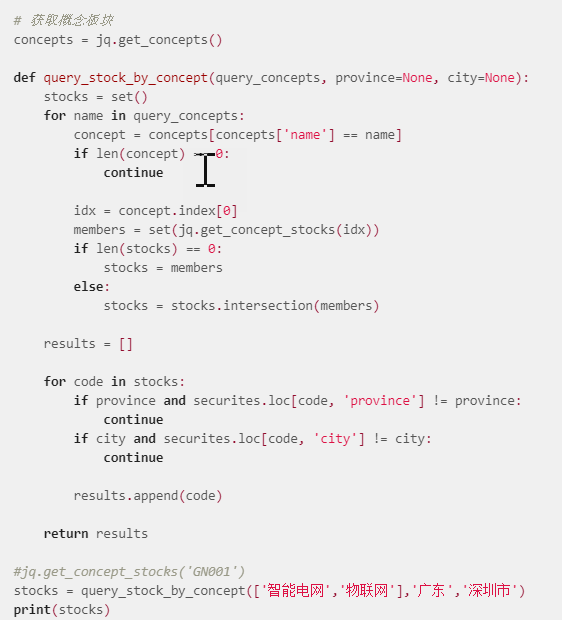 # 获取概念板块
concepts = jq.get_concepts()
def query_stock_by_concept(query_concepts, province=None, city=None):
    stocks = set()
    for name in query_concepts:
        concept = concepts[concepts['name'] == name]
        if len(concept) == 0:
            continue
        idx = concept.index[0]
        members = set(jq.get_concept_stocks(idx))
        if len(stocks) == 0:
            stocks = members
        else:
            stocks = stocks.intersection(members)
    results = []
    for code in stocks:
        if province and securites.loc[code, 'province'] != province:
            continue
        if city and securites.loc[code, 'city'] != city:
            continue
        results.append(code)
    return results
#jq.get_concept_stocks('GN001')
stocks = query_stock_by_concept(['智能电网','物联网'],'广东','深圳市')
print(stocks)